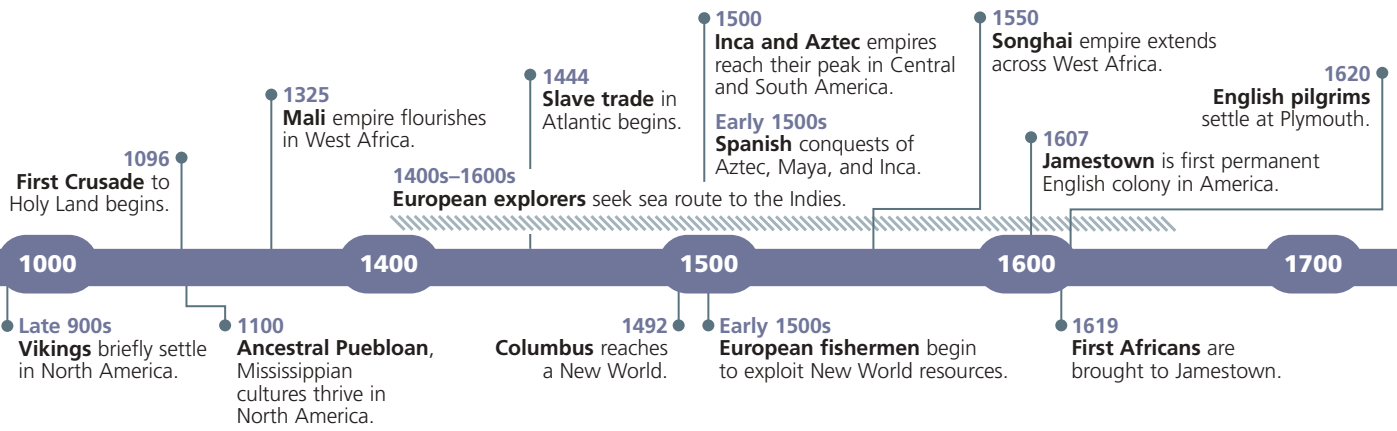 1096
First Crusade to
Holy Land begins.
1325
Mali empire flourishes
in West Africa.
1400s–1600s
European explorers seek sea route to the Indies.
1444
Slave trade in
Atlantic begins.
1500
Inca and Aztec empires
reach their peak in Central
and South America.
Early 1500s
Spanish conquests of
Aztec, Maya, and Inca.
1550
Songhai empire extends
across West Africa.
1607
Jamestown is first permanent
English colony in America.
1620
English pilgrims
settle at Plymouth.
1000
1400
1500
1600
1700
Late 900s
Vikings briefly settle
in North America.
1100
Ancestral Puebloan,
Mississippian
cultures thrive in
North America.
1492
Columbus reaches
a New World.
Early 1500s
European fishermen begin
to exploit New World resources.
1619
First Africans are
brought to Jamestown.